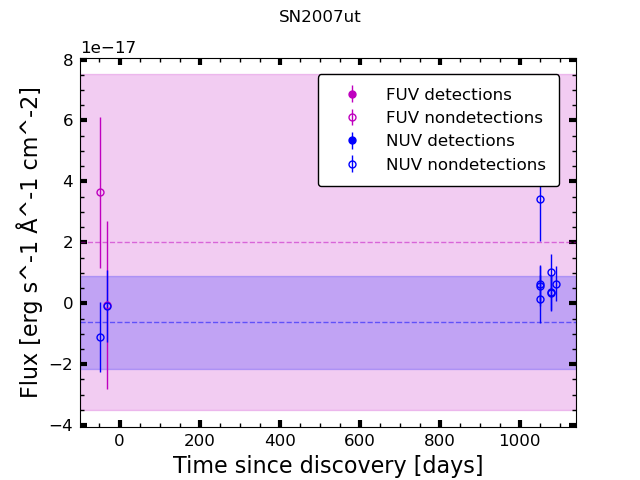 SN2007ut
1e−17
8
6
4
2
0
−2
−4
Flux [erg s^-1 Å^-1 cm^-2]
FUV detections
FUV nondetections
NUV detections
NUV nondetections
0 200 400 600 800 1000
Time since discovery [days]